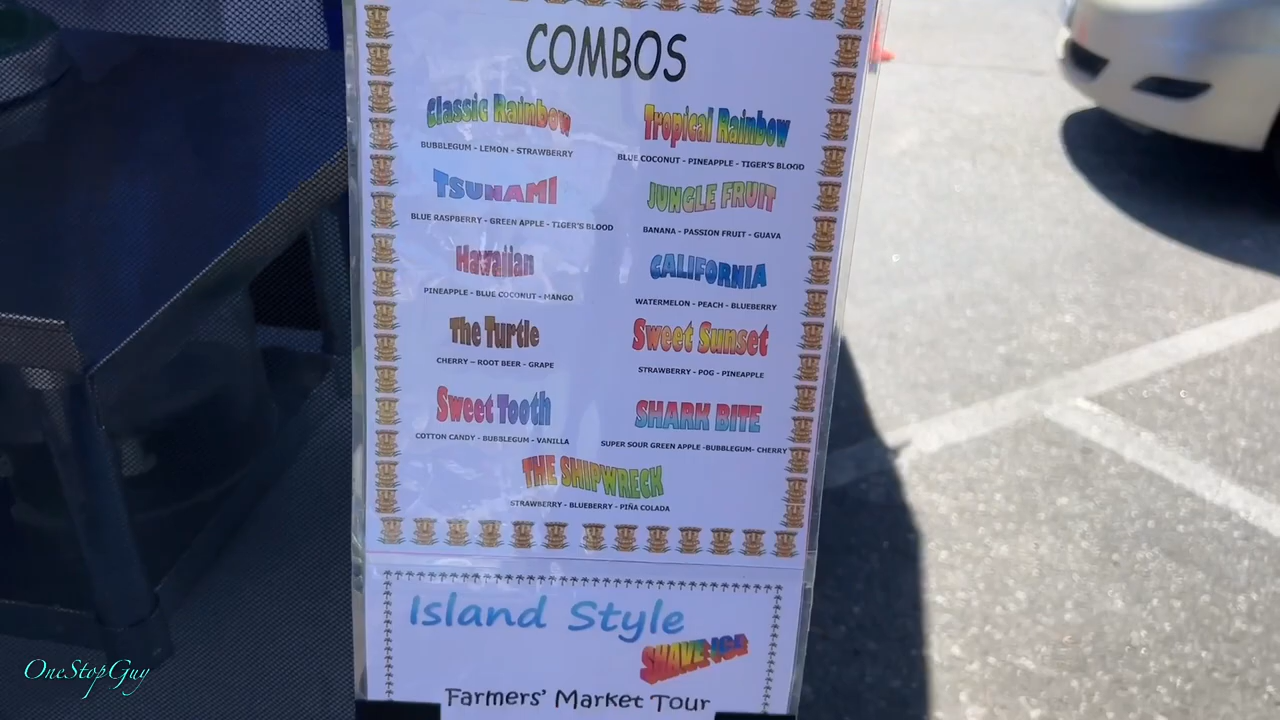 COMBOS
Classic Rainbow
BUBBLEGUM - LEMON - STRAWBERRY
Tropical Rainbow
BLUE COCONUT - PINEAPPLE - TIGER'S BLOOD
TSUNAMI
BLUE RASPBERRY - GREEN APPLE - TIGER'S BLOOD
JUNGLE FRUIT
BANANA - PASSION FRUIT - GUAVA
Hawaiian
PINEAPPLE - BLUE COCONUT - MANGO
CALIFORNIA
WATERMELON - PEACH - BLUEBERRY
The Turtle
CHERRY – ROOT BEER - GRAPE
Sweet Sunset
STRAWBERRY - POG - PINEAPPLE
Sweet Tooth
COTTON CANDY - BUBBLEGUM - VANILLA
SHARK BITE
SUPER SOUR GREEN APPLE -BUBBLEGUM- CHERRY
THE SHIPWRECK
STRAWBERRY - BLUEBERRY - PIÑA COLADA
Island Style
SHAVE ICE
Farmers' Market Tour
OneStopGuy